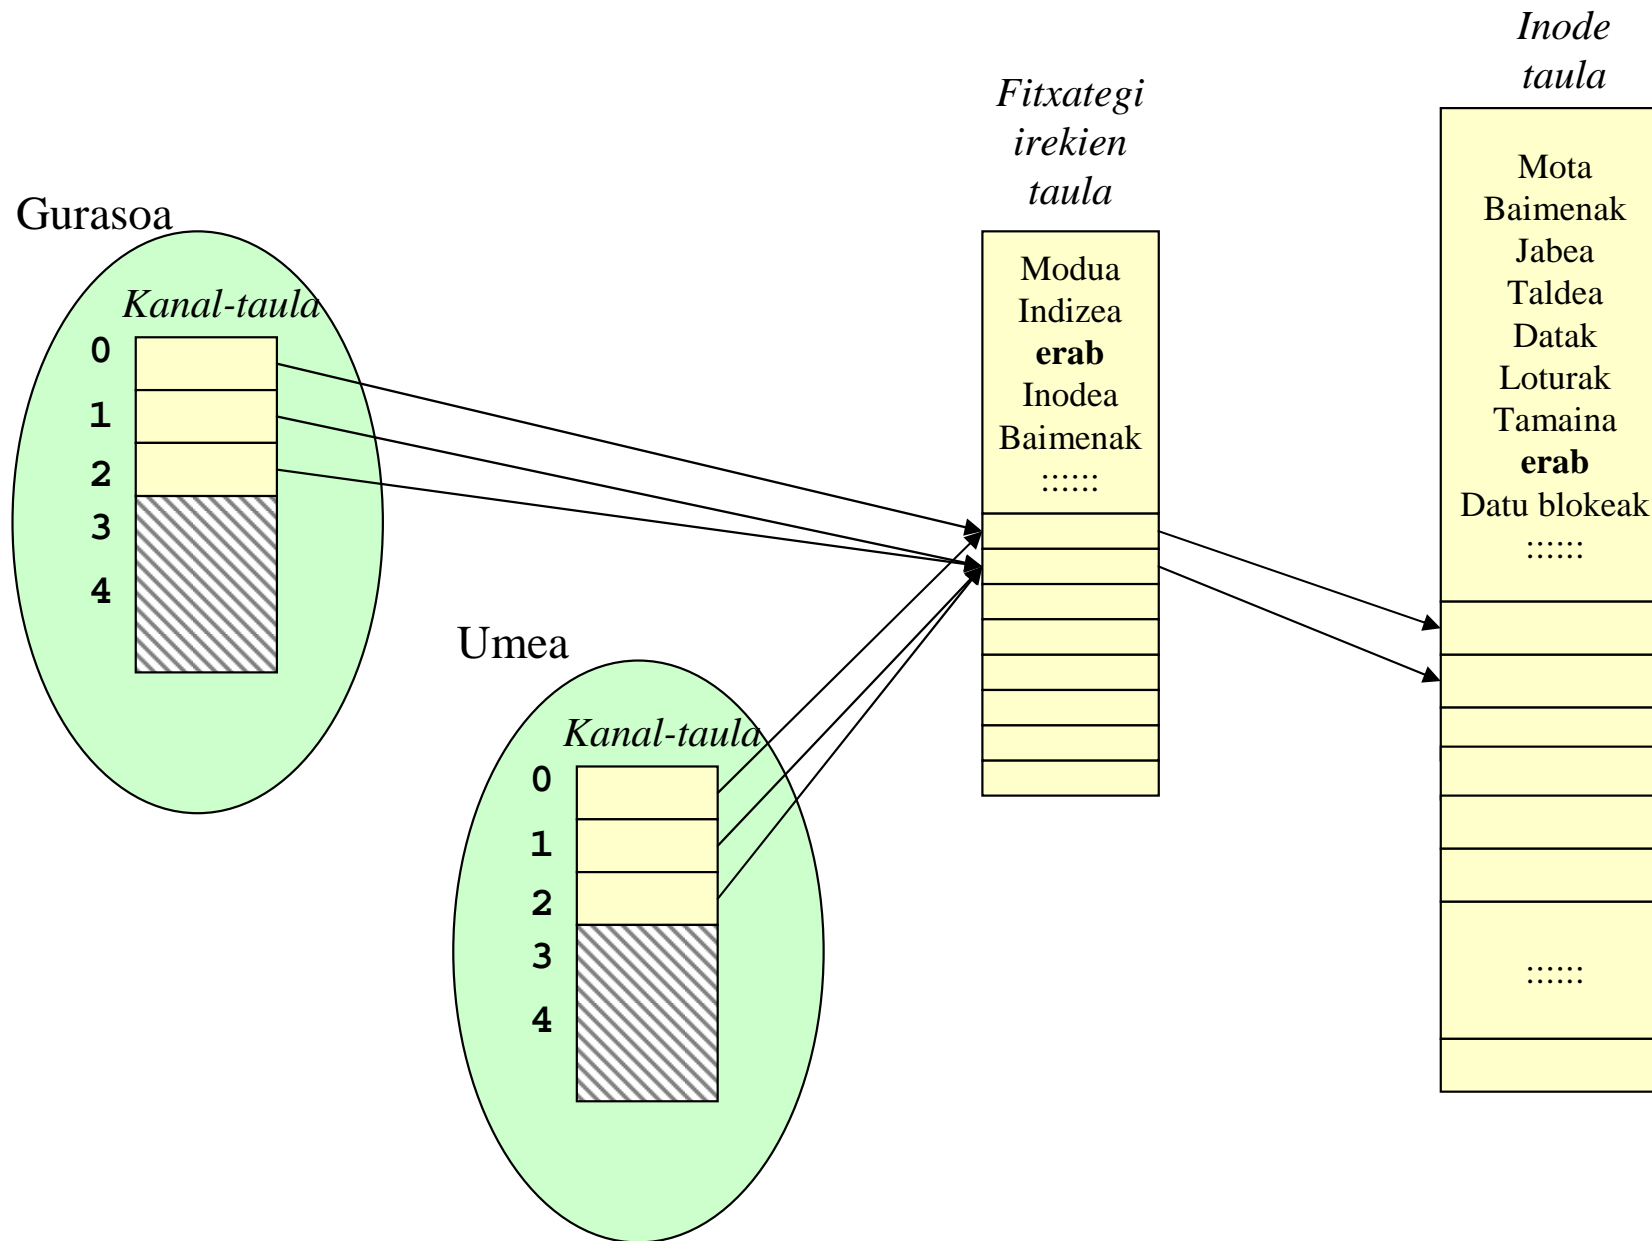 Inode
taula
Fitxategi
irekien
taula
Mota
Baimenak
Jabea
Taldea
Datak
Loturak
Tamaina
erab
Datu blokeak
::::::
::::::
Gurasoa
Kanal-taula
0
1
2
3
4
Modua
Indizea
erab
Inodea
Baimenak
::::::
Umea
Kanal-taula
0
1
2
3
4